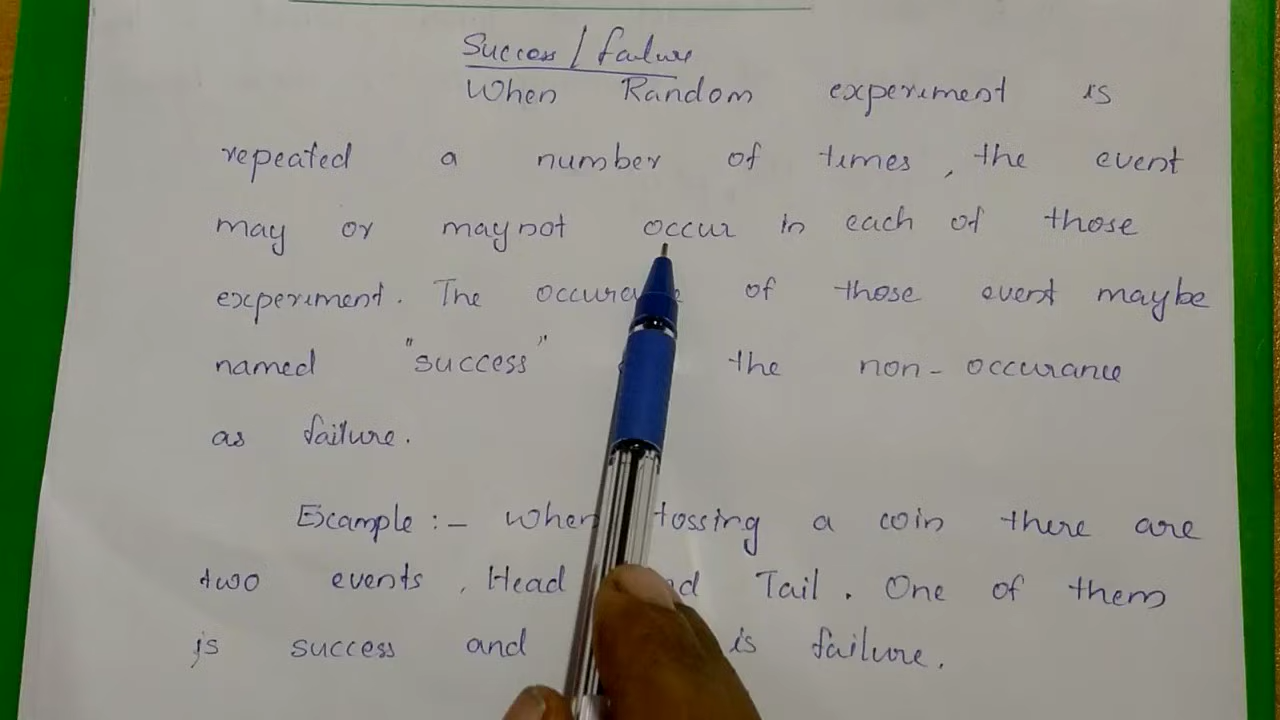 Success / failure
When Random experiment is
repeated a number of times, the event
may or may not occur in each of those
experiment. The of those event maybe
named "success" the non-occurance
as failure.
Example :- when tossing a coin there are
two events, Head Tail. One of them
is success and is failure.